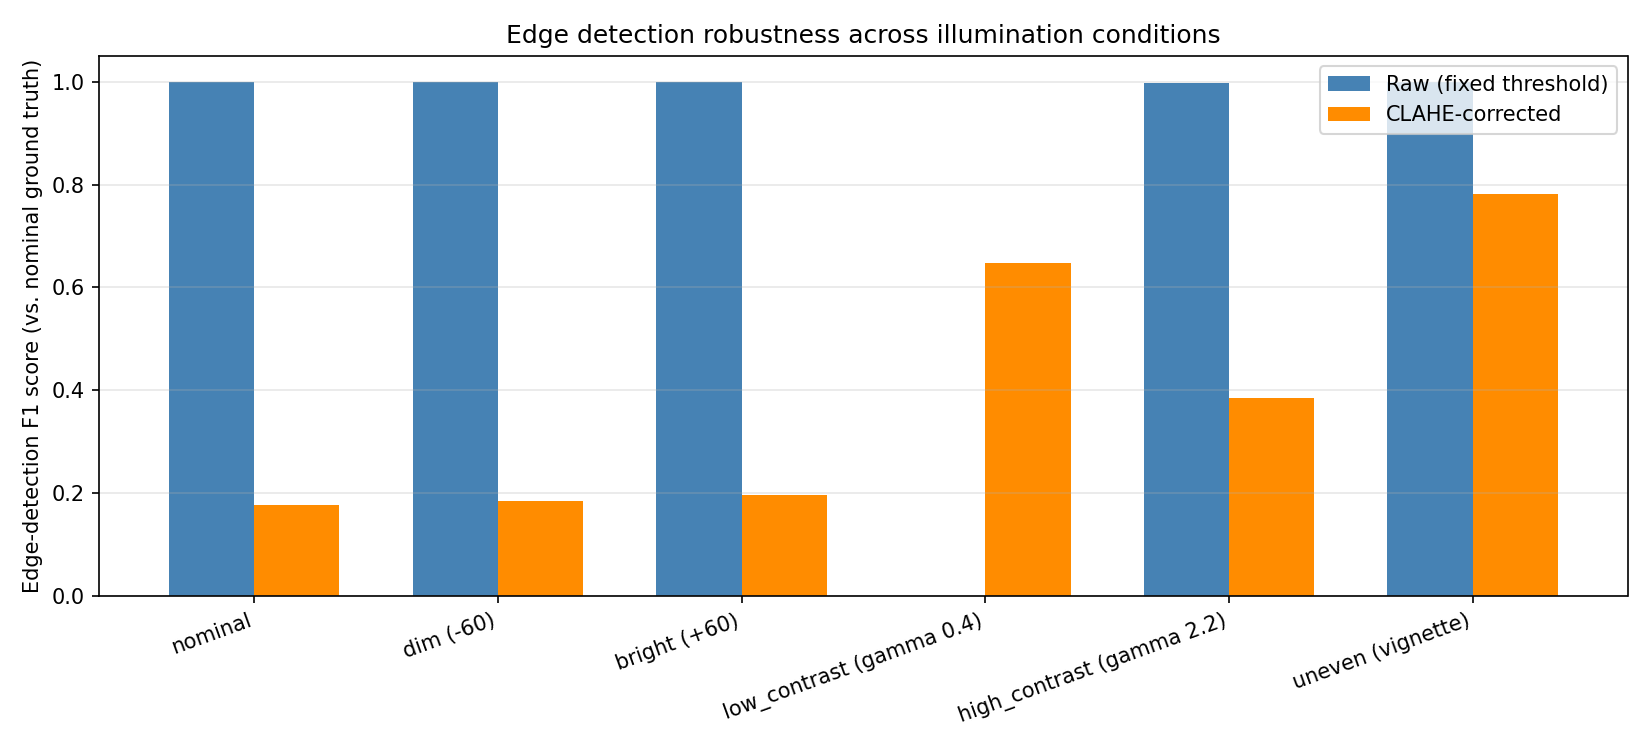 Edge detection robustness across illumination conditions
Edge-detection F1 score (vs. nominal ground truth)
1.0
0.8
0.6
0.4
0.2
0.0
Raw (fixed threshold)
CLAHE-corrected
nominal
dim (-60)
bright (+60)
low_contrast (gamma 0.4)
high_contrast (gamma 2.2)
uneven (vignette)